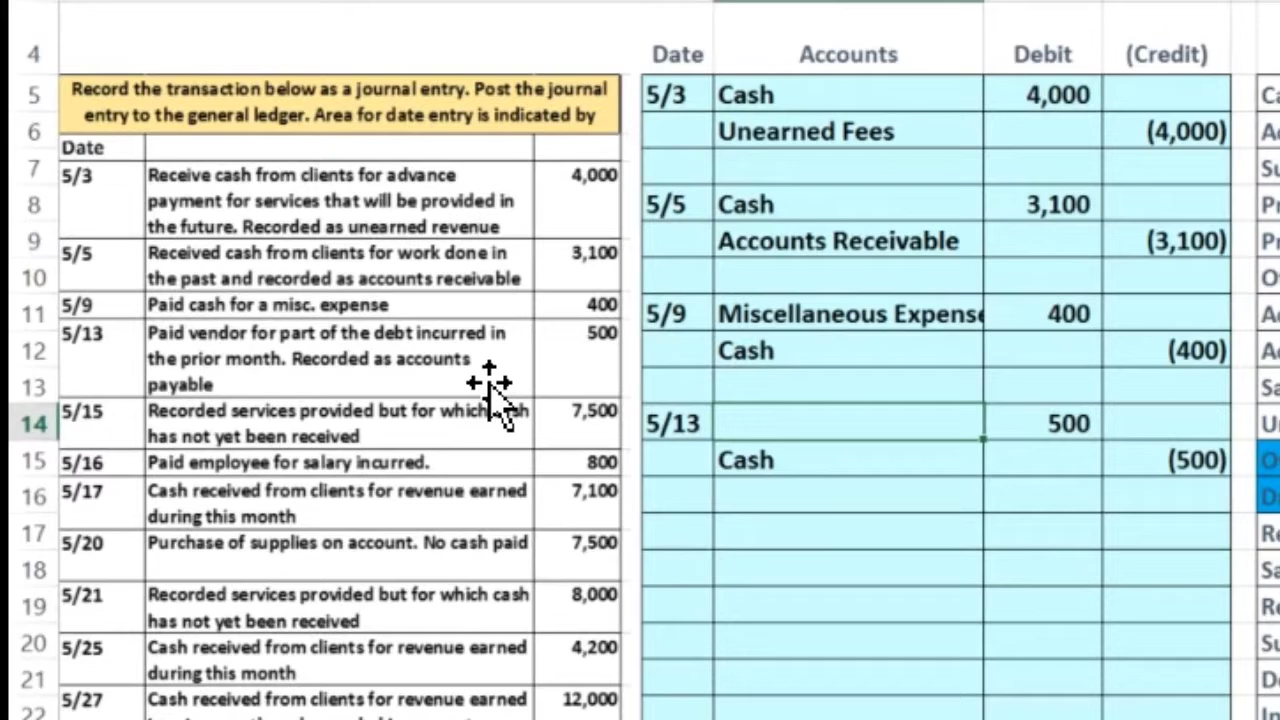 4 Date Accounts Debit (Credit)
Record the transaction below as a journal entry. Post the journal
entry to the general ledger. Area for date entry is indicated by
Date
5/3 Receive cash from clients for advance 4,000
payment for services that will be provided in
the future. Recorded as unearned revenue
5/5 Received cash from clients for work done in 3,100
the past and recorded as accounts receivable
5/9 Paid cash for a misc. expense 400
5/13 Paid vendor for part of the debt incurred in 500
the prior month. Recorded as accounts
payable
5/15 Recorded services provided but for which 7,500
has not yet been received
5/16 Paid employee for salary incurred. 800
5/17 Cash received from clients for revenue earned 7,100
during this month
5/20 Purchase of supplies on account. No cash paid 7,500
5/21 Recorded services provided but for which cash 8,000
has not yet been received
5/25 Cash received from clients for revenue earned 4,200
during this month
5/27 Cash received from clients for revenue earned 12,000
5 5/3 Cash 4,000
6 Unearned Fees (4,000)
7
8 5/5 Cash 3,100
9 Accounts Receivable (3,100)
10
11 5/9 Miscellaneous Expense 400
12 Cash (400)
13
14 5/13 500
15 Cash (500)
16
17
18
19
20
21
22